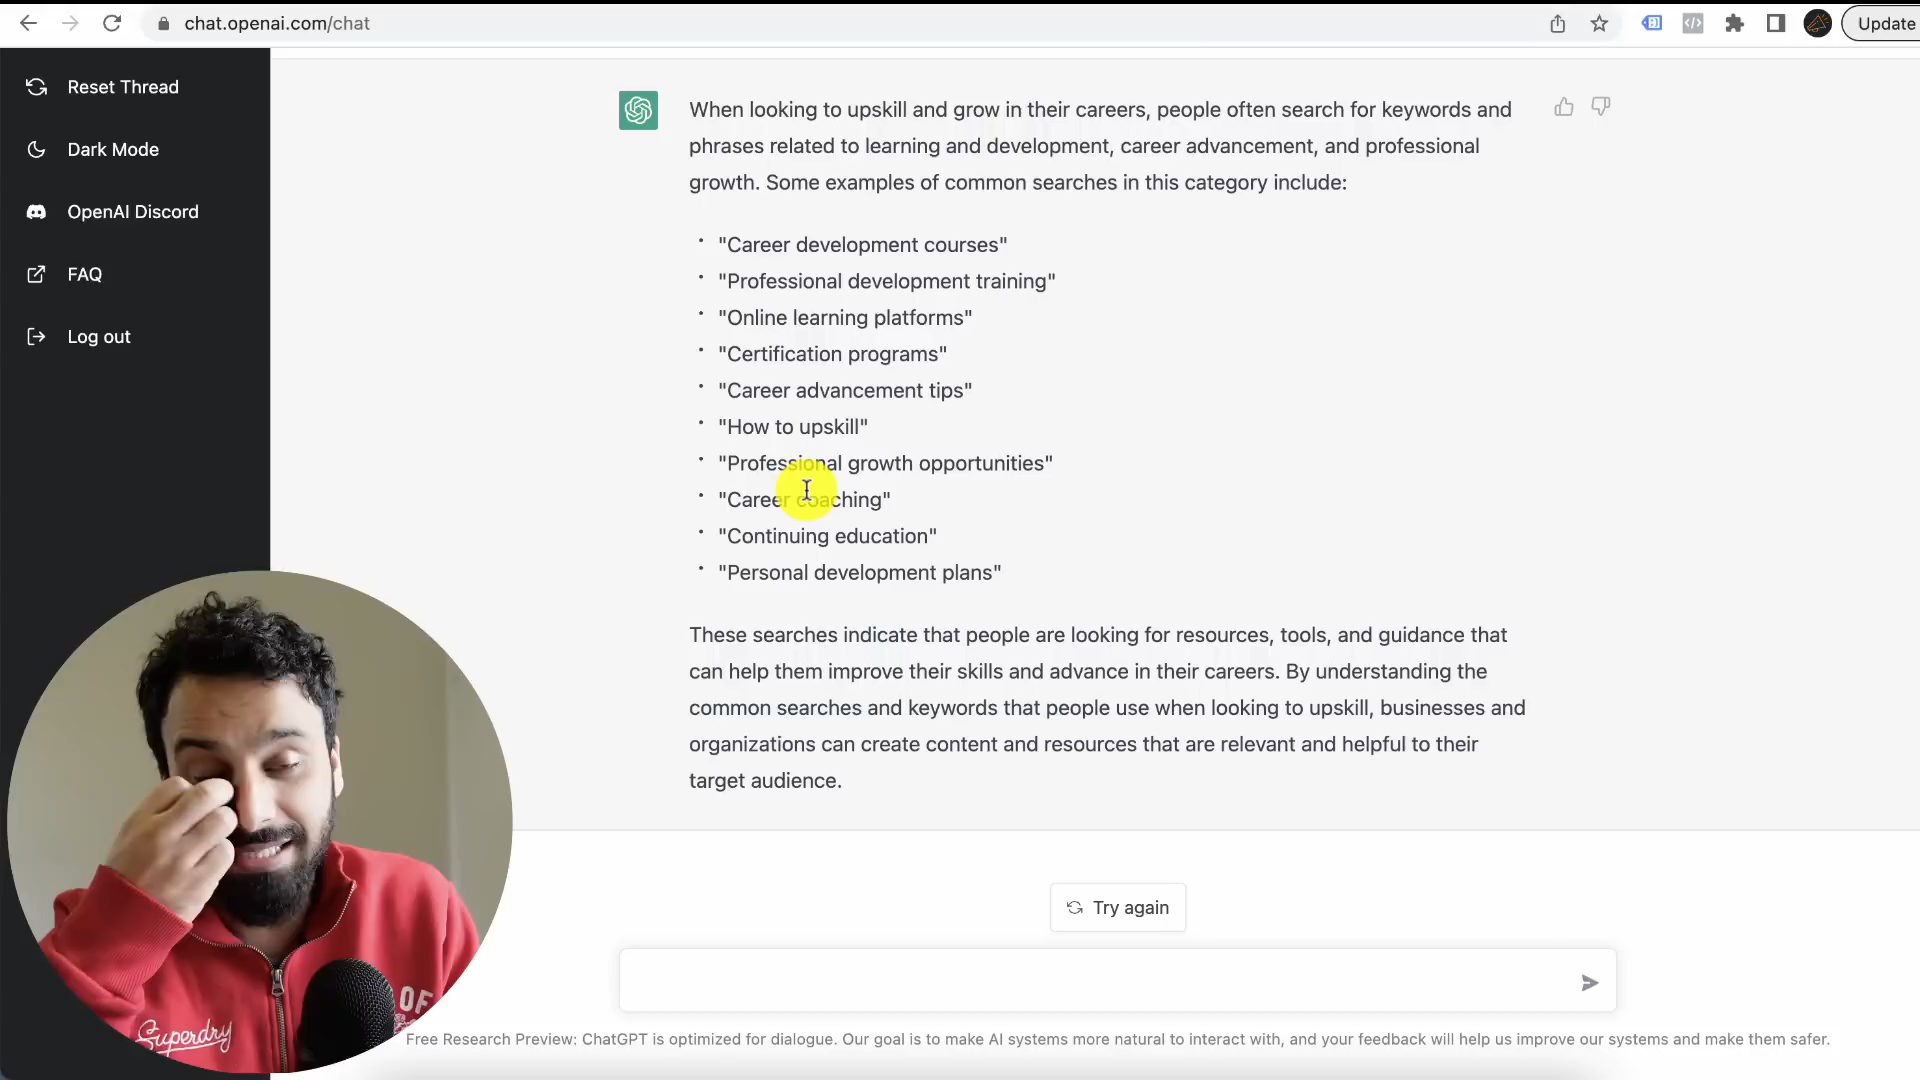 chat.openai.com/chat
Update
Reset Thread
Dark Mode
OpenAI Discord
FAQ
Log out
When looking to upskill and grow in their careers, people often search for keywords and
phrases related to learning and development, career advancement, and professional
growth. Some examples of common searches in this category include:
• "Career development courses"
• "Professional development training"
• "Online learning platforms"
• "Certification programs"
• "Career advancement tips"
• "How to upskill"
• "Professional growth opportunities"
• "Career coaching"
• "Continuing education"
• "Personal development plans"
These searches indicate that people are looking for resources, tools, and guidance that
can help them improve their skills and advance in their careers. By understanding the
common searches and keywords that people use when looking to upskill, businesses and
organizations can create content and resources that are relevant and helpful to their
target audience.
Try again
OF
Superdry
Free Research Preview: ChatGPT is optimized for dialogue. Our goal is to make AI systems more natural to interact with, and your feedback will help us improve our systems and make them safer.